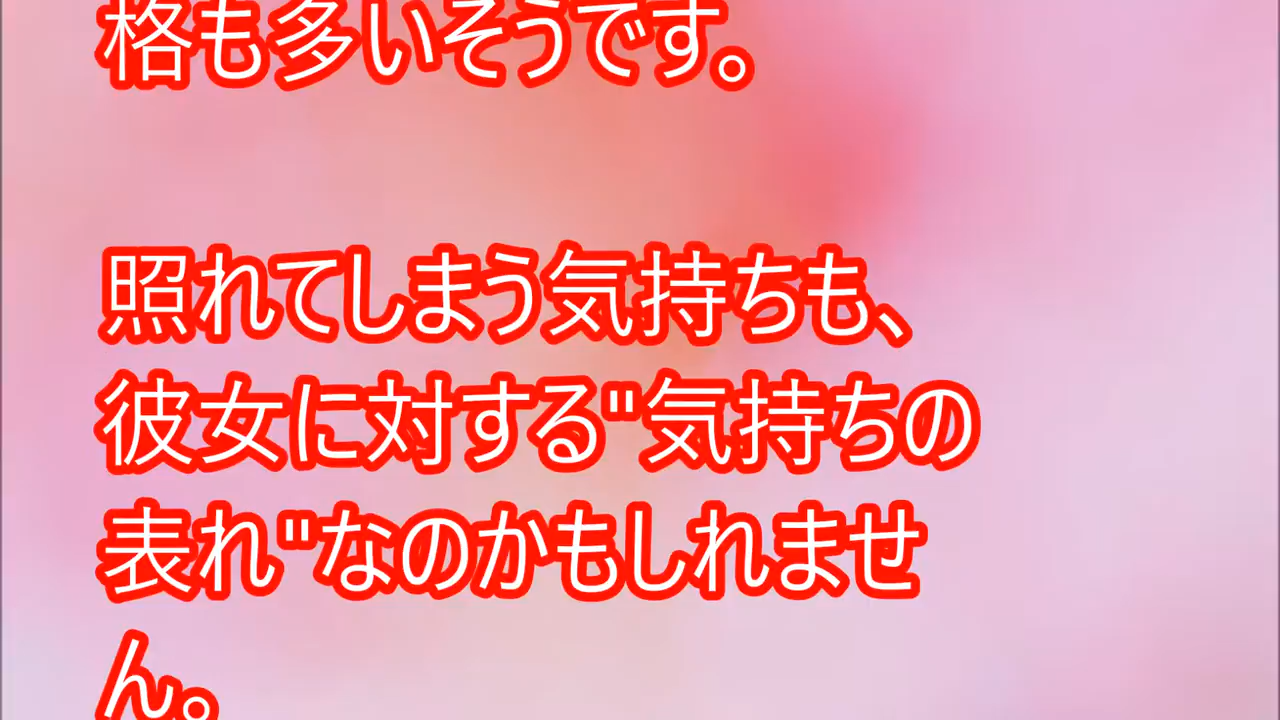 格も多いそうです。
照れてしまう気持ちも、
彼女に対する"気持ちの
表れ"なのかもしれませ
ん。